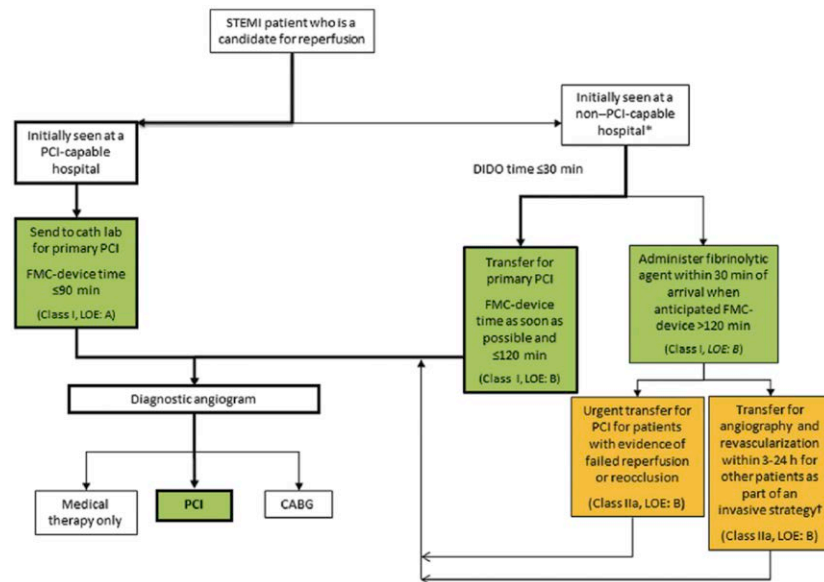 STEMI patient who is a
candidate for reperfusion
Initially seen at a
PCI-capable
hospital
Initially seen at a
non–PCI-capable
hospital*
DIDO time ≤30 min
Send to cath lab
for primary PCI
FMC-device time
≤90 min
(Class I, LOE: A)
Transfer for
primary PCI
FMC-device
time as soon as
possible and
≤120 min
(Class I, LOE: B)
Administer fibrinolytic
agent within 30 min of
arrival when
anticipated FMC-
device >120 min
(Class I, LOE: B)
Diagnostic angiogram
Medical
therapy only
PCI
CABG
Urgent transfer for
PCI for patients
with evidence of
failed reperfusion
or reocclusion
(Class IIa, LOE: B)
Transfer for
angiography and
revascularization
within 3-24 h for
other patients as
part of an
invasive strategy†
(Class IIa, LOE: B)